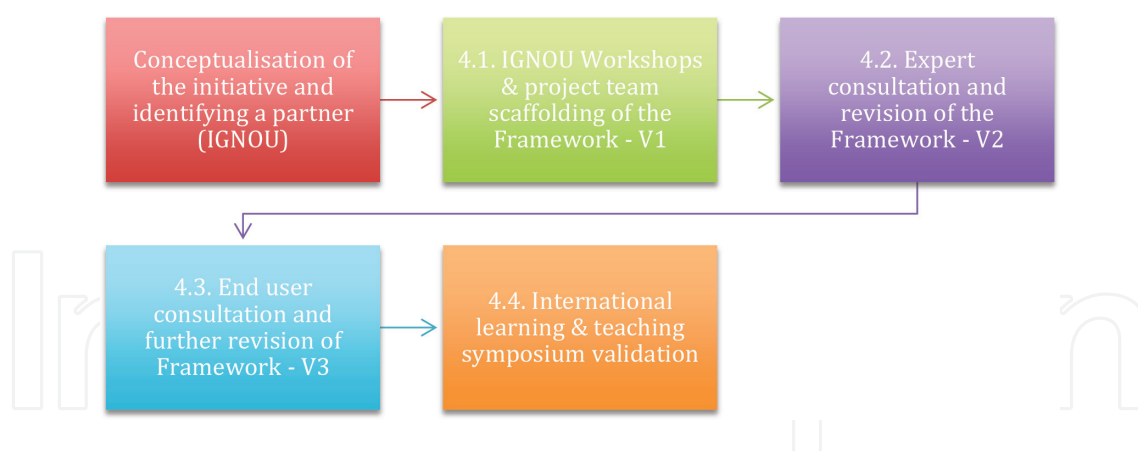 Conceptualisation of
the initiative and
identifying a partner
(IGNOU)
4.1. IGNOU Workshops
& project team
scaffolding of the
Framework - V1
4.2. Expert
consultation and
revision of the
Framework - V2
4.3. End user
consultation and
further revision of
Framework - V3
4.4. International
learning & teaching
symposium validation